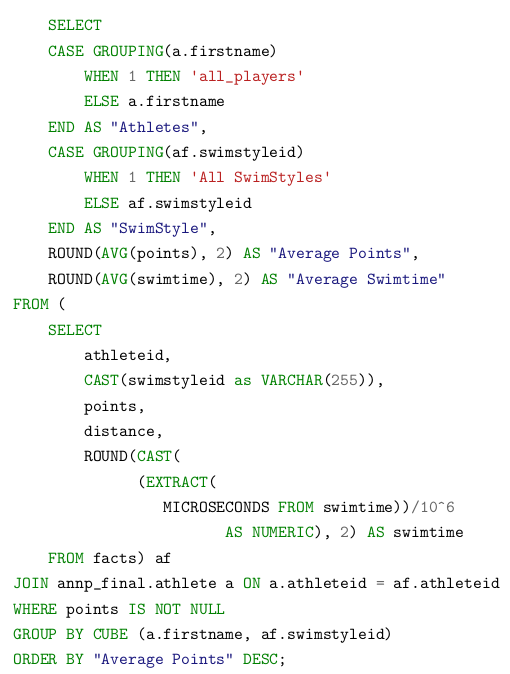 SELECT
CASE GROUPING(a.firstname)
WHEN 1 THEN 'all_players'
ELSE a.firstname
END AS "Athletes",
CASE GROUPING(af.swimstyleid)
WHEN 1 THEN 'All SwimStyles'
ELSE af.swimstyleid
END AS "SwimStyle",
ROUND(AVG(points), 2) AS "Average Points",
ROUND(AVG(swimtime), 2) AS "Average Swimtime"
FROM (
SELECT
athleteid,
CAST(swimstyleid as VARCHAR(255)),
points,
distance,
ROUND(CAST(
(EXTRACT(
MICROSECONDS FROM swimtime))/10^6
AS NUMERIC), 2) AS swimtime
FROM facts) af
JOIN annp_final.athlete a ON a.athleteid = af.athleteid
WHERE points IS NOT NULL
GROUP BY CUBE (a.firstname, af.swimstyleid)
ORDER BY "Average Points" DESC;